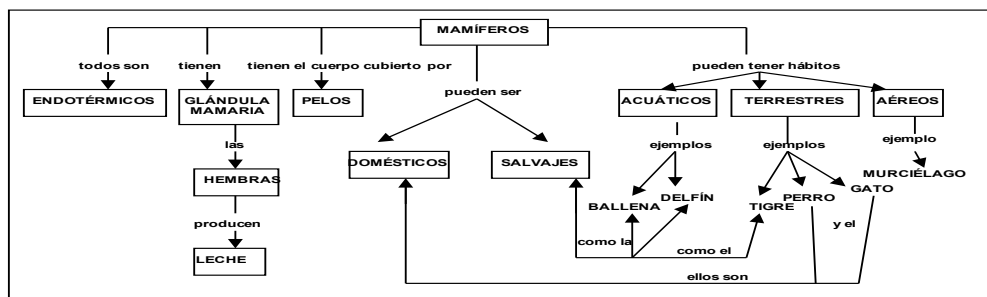 MAMÍFEROS
todos son
tienen
tienen el cuerpo cubierto por
pueden ser
pueden tener hábitos
ENDOTÉRMICOS
GLÁNDULA
MAMARIA
PELOS
ACUÁTICOS
TERRESTRES
AÉREOS
las
ejemplos
ejemplos
ejemplo
DOMÉSTICOS
SALVAJES
HEMBRAS
MURCIÉLAGO
GATO
BALLENA
DELFÍN
TIGRE
PERRO
producen
y el
como la
como el
LECHE
ellos son